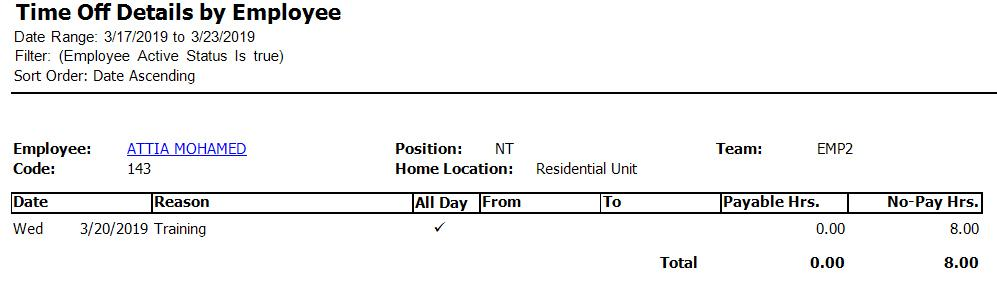 Time Off Details by Employee
Date Range: 3/17/2019 to 3/23/2019
Filter: (Employee Active Status Is true)
Sort Order: Date Ascending
Employee: ATTIA MOHAMED Position: NT Team: EMP2
Code: 143 Home Location: Residential Unit
Date Reason All Day From To Payable Hrs. No-Pay Hrs.
Wed 3/20/2019 Training ✓ 0.00 8.00
Total 0.00 8.00